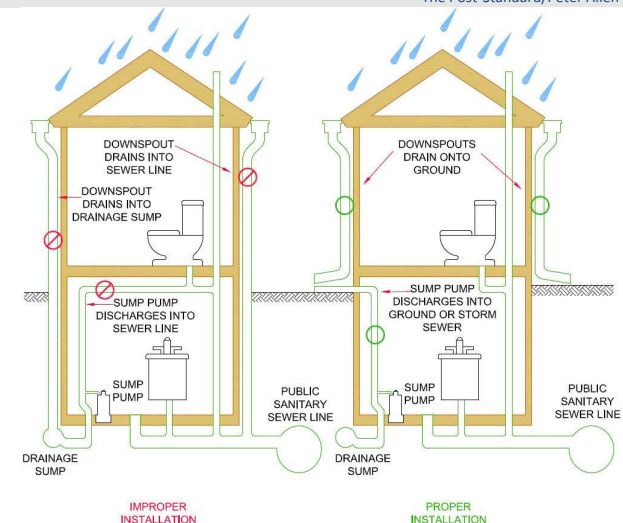 The Post-Standard/Peter Allen
DOWNSPOUT
DRAINS INTO
SEWER LINE
DOWNSPOUT
DRAINS INTO
DRAINAGE SUMP
SUMP PUMP
DISCHARGES INTO
SEWER LINE
SUMP
PUMP
PUBLIC
SANITARY
SEWER LINE
DRAINAGE
SUMP
IMPROPER
INSTALLATION
DOWNSPOUTS
DRAIN ONTO
GROUND
SUMP PUMP
DISCHARGES INTO
GROUND OR STORM
SEWER
SUMP
PUMP
PUBLIC
SANITARY
SEWER LINE
DRAINAGE
SUMP
PROPER
INSTALLATION